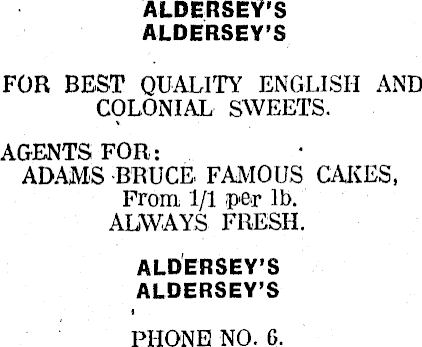 ALDERSEY'S
ALDERSEY'S
FOR BEST QUALITY ENGLISH AND
COLONIAL SWEETS.
AGENTS FOR:
ADAMS BRUCE FAMOUS CAKES,
From 1/1 per lb.
ALWAYS FRESH.
ALDERSEY'S
ALDERSEY'S
PHONE NO. 6.